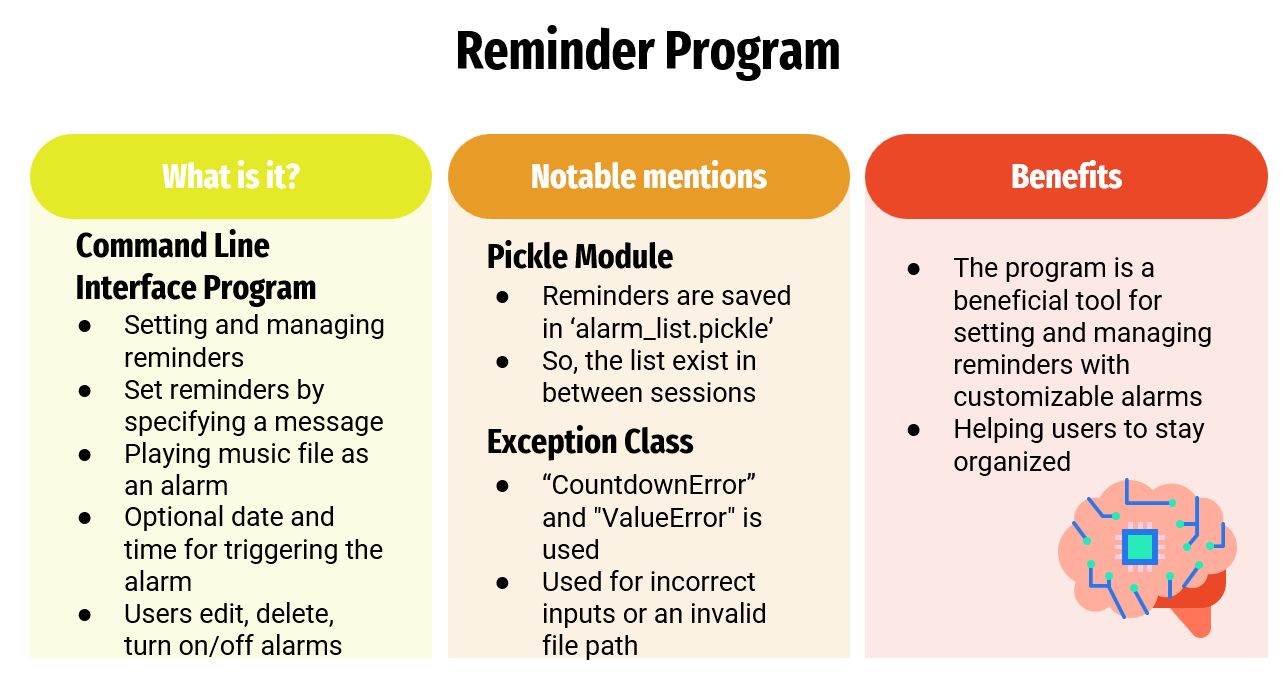 Reminder Program
What is it?
Command Line
Interface Program
● Setting and managing
reminders
● Set reminders by
specifying a message
● Playing music file as
an alarm
● Optional date and
time for triggering the
alarm
● Users edit, delete,
turn on/off alarms
Notable mentions
Pickle Module
● Reminders are saved
in ‘alarm_list.pickle’
● So, the list exist in
between sessions
Exception Class
● “CountdownError”
and "ValueError" is
used
● Used for incorrect
inputs or an invalid
file path
Benefits
● The program is a
beneficial tool for
setting and managing
reminders with
customizable alarms
● Helping users to stay
organized